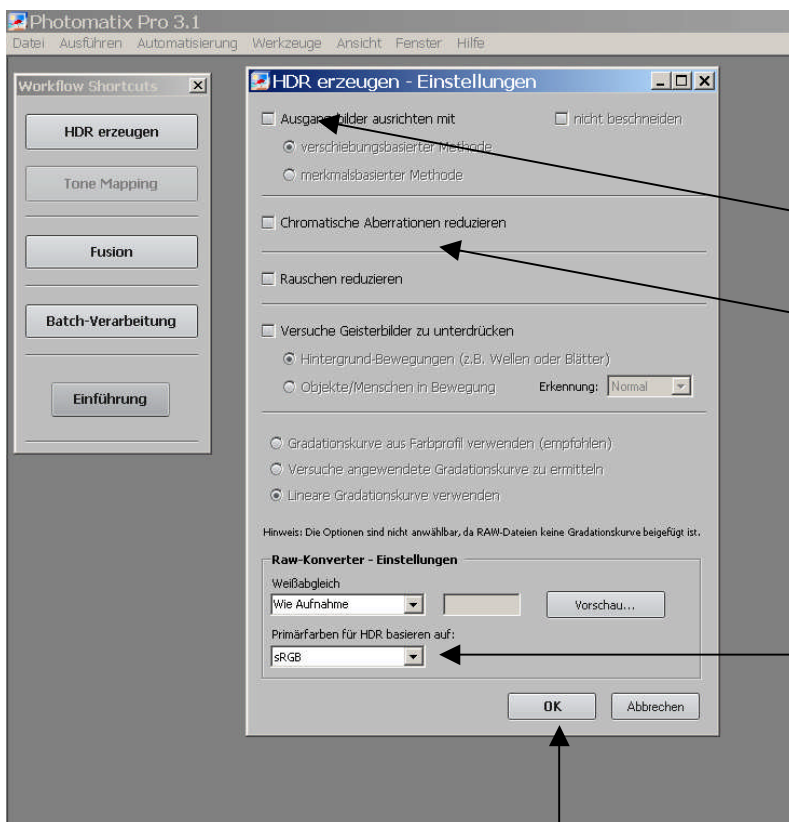 Photomatix Pro 3.1
Datei Ausführen Automatisierung Werkzeuge Ansicht Fenster Hilfe
Workflow Shortcuts
HDR erzeugen
Tone Mapping
Fusion
Batch-Verarbeitung
Einführung
HDR erzeugen - Einstellungen
Ausgangsbilder ausrichten mit
nicht beschneiden
verschiebungsbasierter Methode
merkmalsbasierter Methode
Chromatische Aberrationen reduzieren
Rauschen reduzieren
Versuche Geisterbilder zu unterdrücken
Hintergrund-Bewegungen (z.B. Wellen oder Blätter)
Objekte/Menschen in Bewegung
Erkennung: Normal
Gradationskurve aus Farbprofil verwenden (empfohlen)
Versuche angewendete Gradationskurve zu ermitteln
Lineare Gradationskurve verwenden
Hinweis: Die Optionen sind nicht anwählbar, da RAW-Dateien keine Gradationskurve beigefügt ist.
Raw-Konverter - Einstellungen
Weißabgleich
Wie Aufnahme
Vorschau...
Primärfarben für HDR basieren auf:
sRGB
OK
Abbrechen